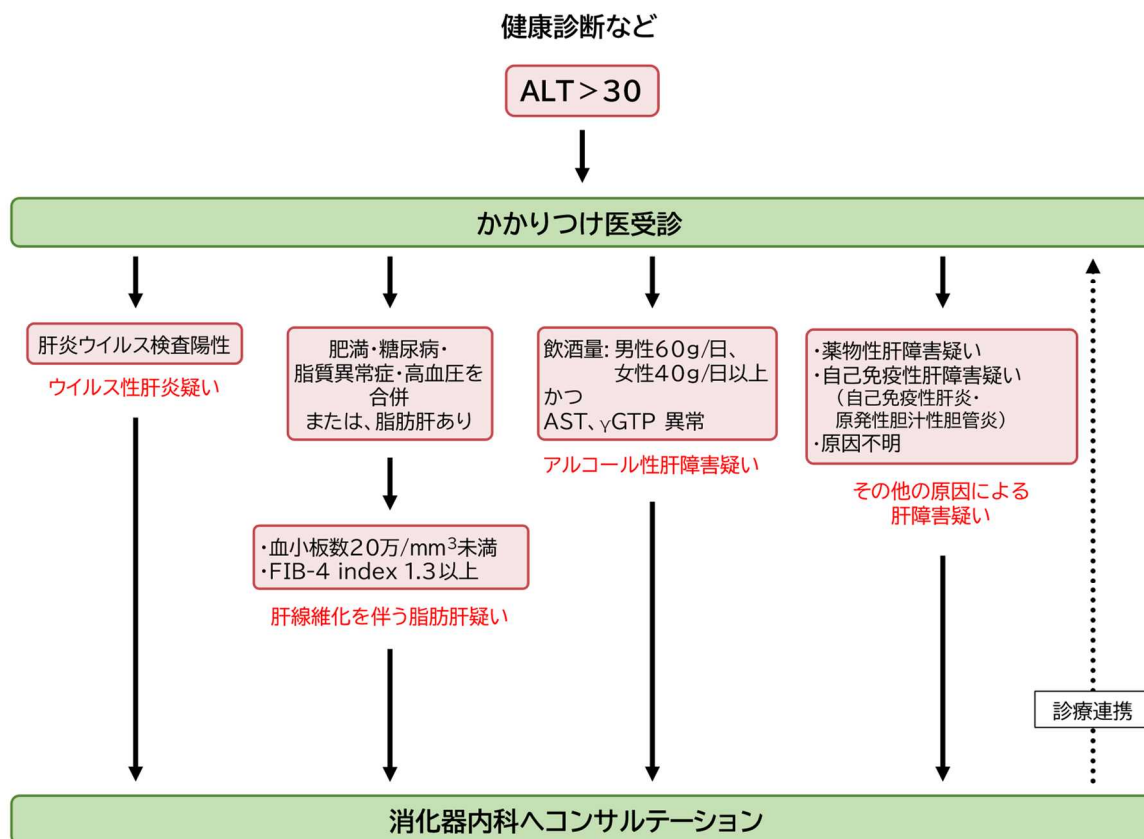 健康診断など
ALT>30
かかりつけ医受診
肝炎ウイルス検査陽性
ウイルス性肝炎疑い
肥満・糖尿病・
脂質異常症・高血圧を
合併
または、脂肪肝あり
・血小板数20万/mm³未満
・FIB-4 index 1.3以上
肝線維化を伴う脂肪肝疑い
飲酒量: 男性60g/日、
女性40g/日以上
かつ
AST、γGTP 異常
アルコール性肝障害疑い
・薬物性肝障害疑い
・自己免疫性肝障害疑い
（自己免疫性肝炎・
原発性胆汁性胆管炎）
・原因不明
その他の原因による
肝障害疑い
診療連携
消化器内科へコンサルテーション